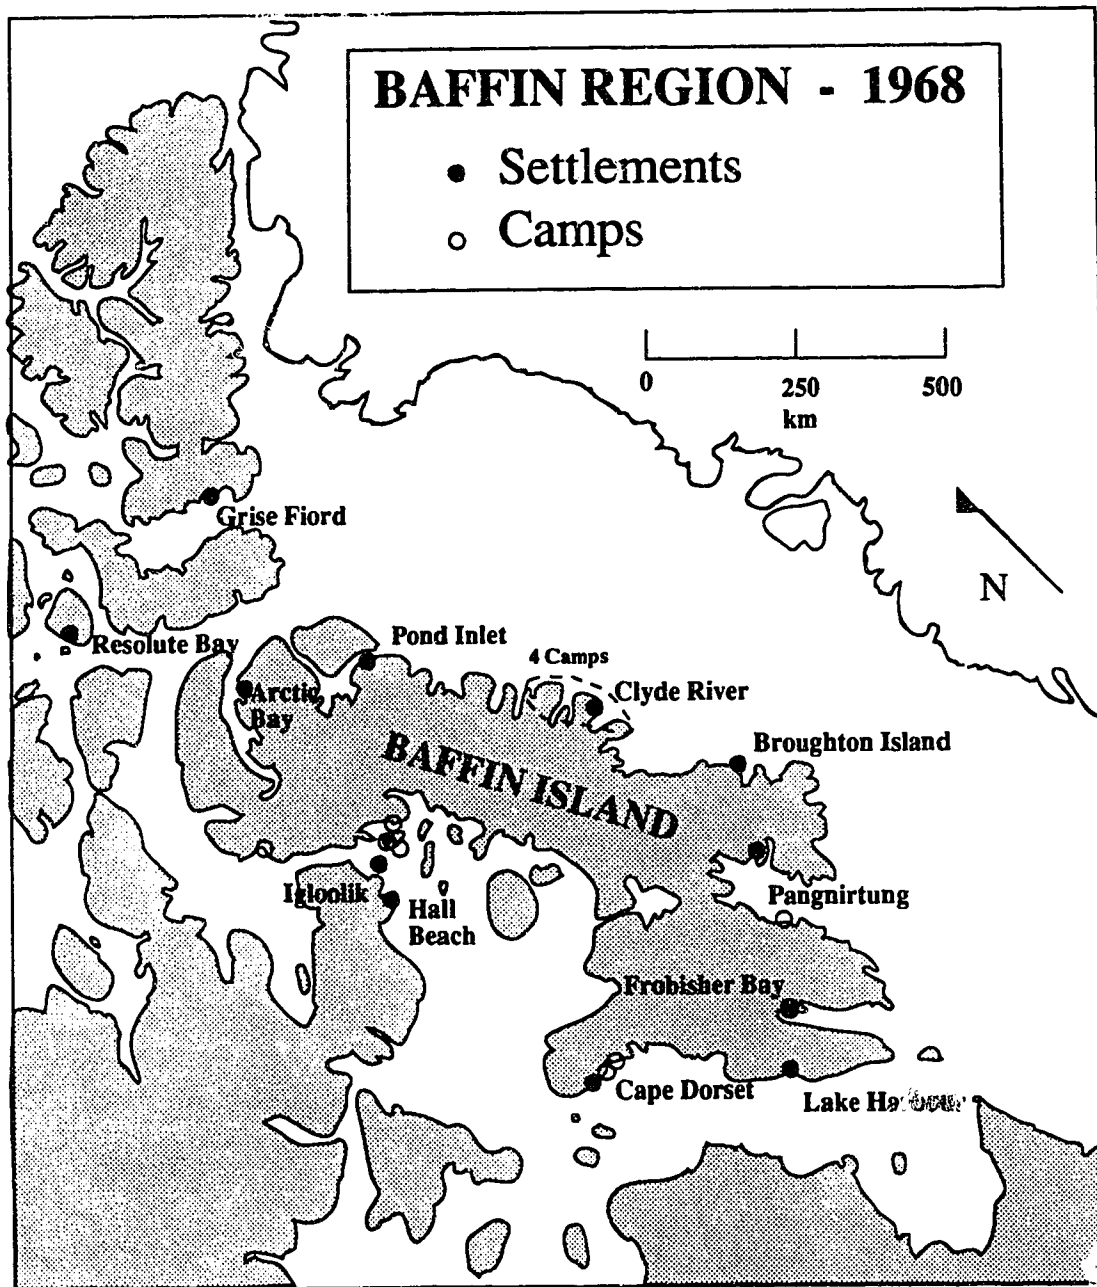 BAFFIN REGION - 1968
Settlements
Camps
0 250 500
km
N
Grise Fiord
Resolute Bay
Pond Inlet
4 Camps
Arctic
Bay
Clyde River
Broughton Island
BAFFIN ISLAND
Igloolik
Hall
Beach
Pangnirtung
Frobisher Bay
Cape Dorset
Lake Harbour